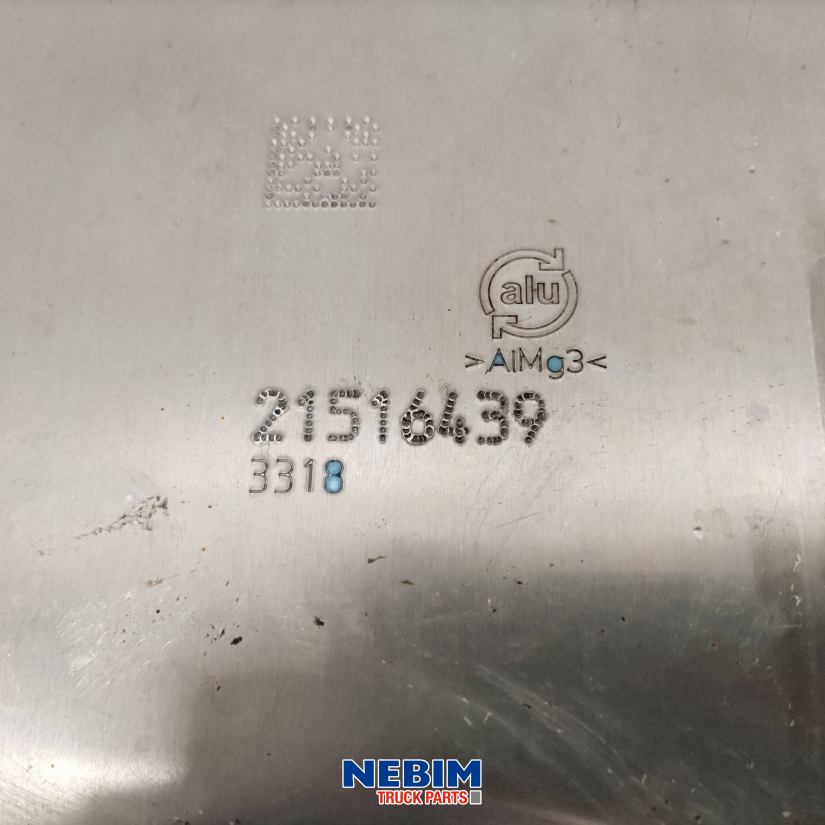 alu
>AlMg3<
21516439
3318
NEBIM
TRUCK PARTS